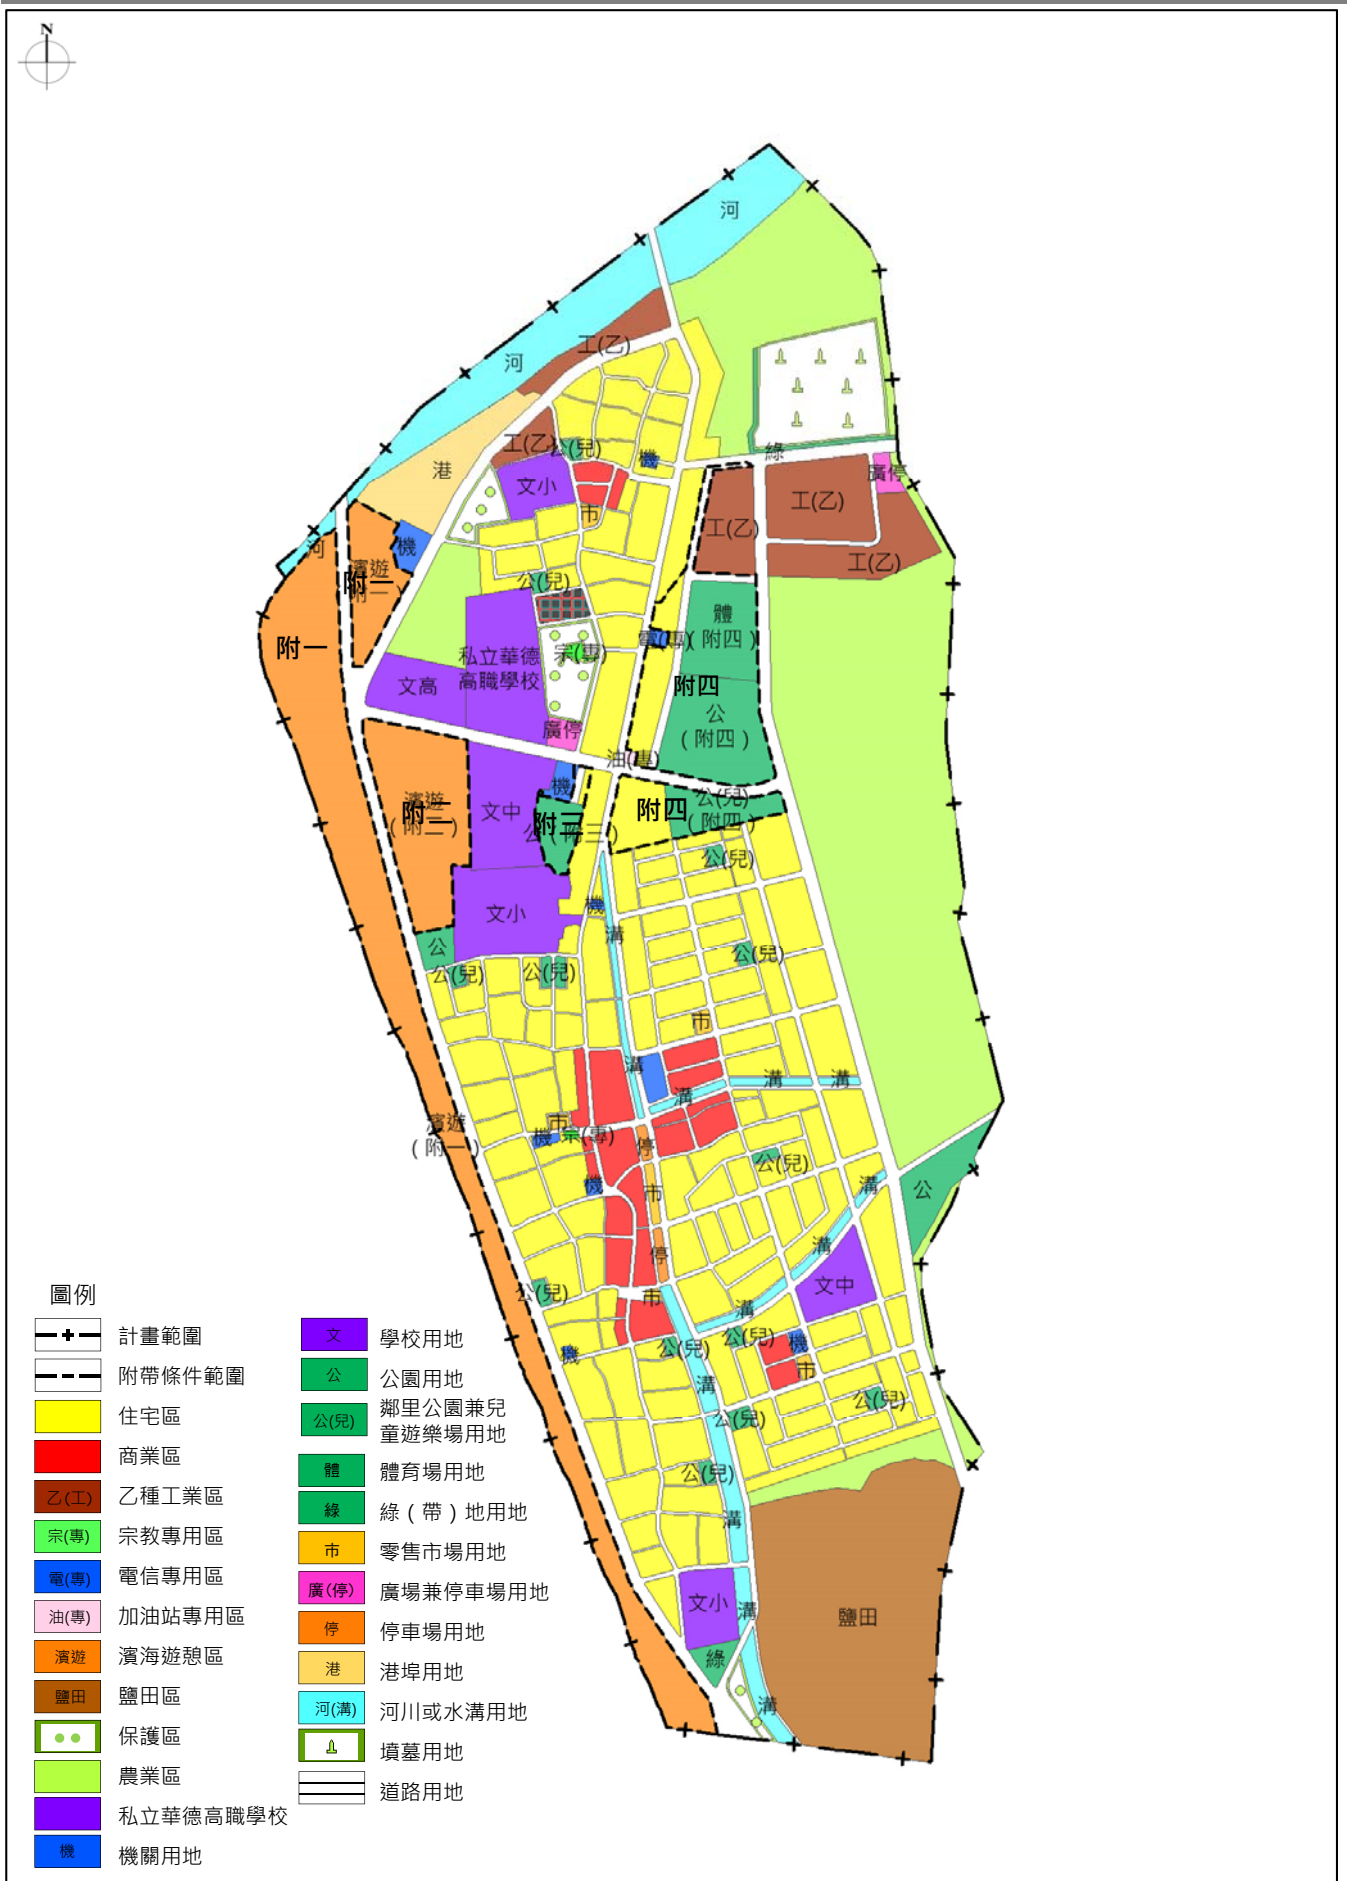 N
河
河
工(乙)
港
工(乙)
公(兒)
機
綠
廣停
文小
市
工(乙)
工(乙)
工(乙)
河
濱遊
(附二)
附二
機
公(兒)
體
(附四)
電(專)
附一
私立華德
高職學校
宗(專)
文高
附四
公
(附四)
廣停
油(專)
機
濱遊
(附二)
附二
文中
公(附三)
附三
附四
公(兒)
(附四)
公(兒)
文小
機
溝
公
公(兒)
公(兒)
公(兒)
市
溝
溝
溝
溝
濱遊
(附一)
市
機
宗(專)
停
公(兒)
機
市
溝
公
停
溝
文中
公(兒)
市
溝
機
公(兒)
公(兒)
機
市
溝
公(兒)
公(兒)
公(兒)
溝
文小
溝
鹽田
綠
溝
圖例
計畫範圍
附帶條件範圍
住宅區
商業區
乙(工) 乙種工業區
宗(專) 宗教專用區
電(專) 電信專用區
油(專) 加油站專用區
濱遊 濱海遊憩區
鹽田 鹽田區
保護區
農業區
私立華德高職學校
機 機關用地
文 學校用地
公 公園用地
公(兒) 鄰里公園兼兒
童遊樂場用地
體 體育場用地
綠 綠（帶）地用地
市 零售市場用地
廣(停) 廣場兼停車場用地
停 停車場用地
港 港埠用地
河(溝) 河川或水溝用地
墳墓用地
道路用地